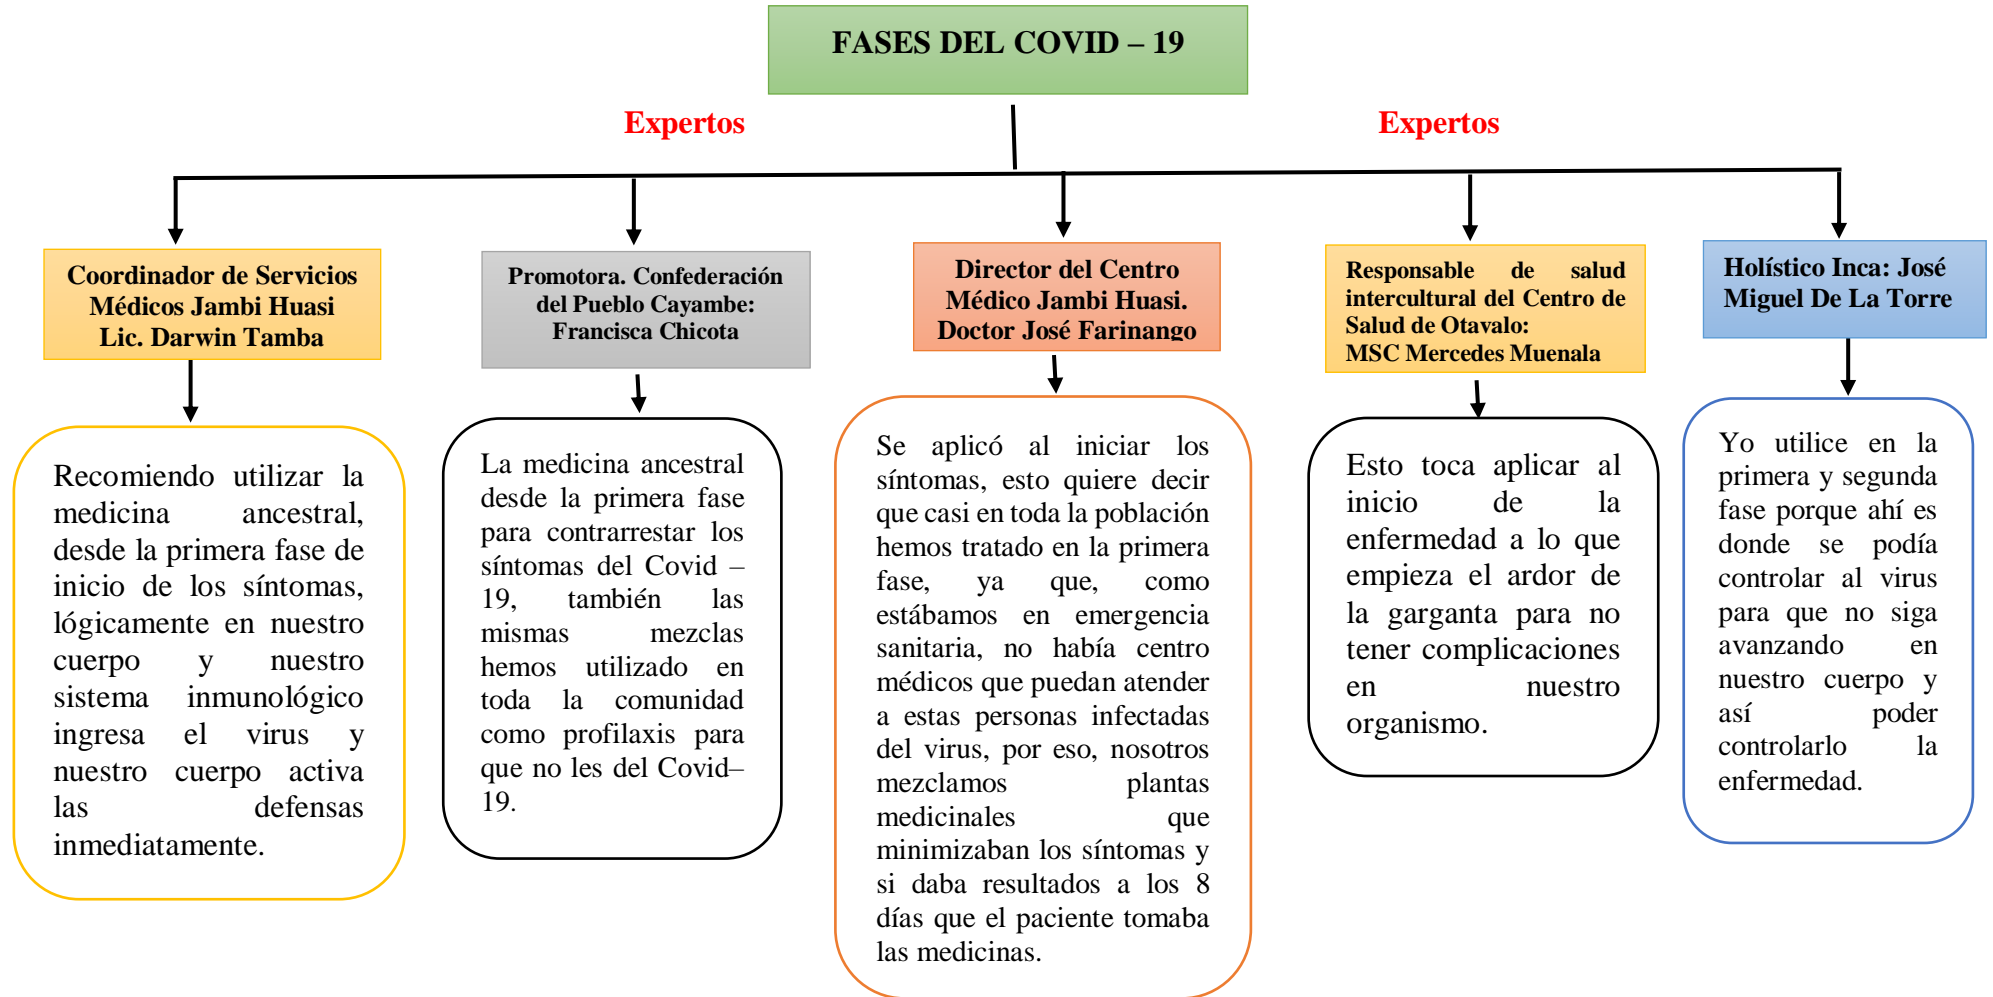 FASES DEL COVID – 19
Expertos
Expertos
Coordinador de Servicios
Médicos Jambi Huasi
Lic. Darwin Tamba
Promotora. Confederación
del Pueblo Cayambe:
Francisca Chicota
Director del Centro
Médico Jambi Huasi.
Doctor José Farinango
Responsable de salud
intercultural del Centro de
Salud de Otavalo:
MSC Mercedes Muenala
Holístico Inca: José
Miguel De La Torre
Recomiendo utilizar la
medicina ancestral,
desde la primera fase de
inicio de los síntomas,
lógicamente en nuestro
cuerpo y nuestro
sistema inmunológico
ingresa el virus y
nuestro cuerpo activa
las defensas
inmediatamente.
La medicina ancestral
desde la primera fase
para contrarrestar los
síntomas del Covid –
19, también las
mismas mezclas
hemos utilizado en
toda la comunidad
como profilaxis para
que no les del Covid–
19.
Se aplicó al iniciar los
síntomas, esto quiere decir
que casi en toda la población
hemos tratado en la primera
fase, ya que, como
estábamos en emergencia
sanitaria, no había centro
médicos que puedan atender
a estas personas infectadas
del virus, por eso, nosotros
mezclamos plantas
medicinales que
minimizaban los síntomas y
si daba resultados a los 8
días que el paciente tomaba
las medicinas.
Esto toca aplicar al
inicio de la
enfermedad a lo que
empieza el ardor de
la garganta para no
tener complicaciones
en nuestro
organismo.
Yo utilice en la
primera y segunda
fase porque ahí es
donde se podía
controlar al virus
para que no siga
avanzando en
nuestro cuerpo y
así poder
controlarlo la
enfermedad.